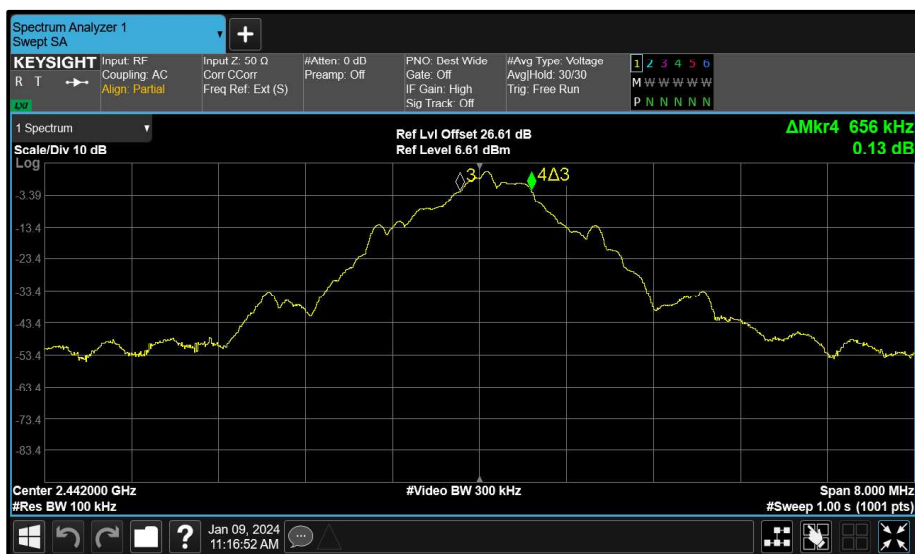 Spectrum Analyzer 1
Swept SA
+
KEYSIGHT
R T
LXI
Input: RF
Coupling: AC
Align: Partial
Input Z: 50 Ω
Corr CCorr
Freq Ref: Ext (S)
#Atten: 0 dB
Preamp: Off
PNO: Best Wide
Gate: Off
IF Gain: High
Sig Track: Off
#Avg Type: Voltage
Avg|Hold: 30/30
Trig: Free Run
1 2 3 4 5 6
M W W W W W
P N N N N N
1 Spectrum
Scale/Div 10 dB
Ref Lvl Offset 26.61 dB
Ref Level 6.61 dBm
ΔMkr4 656 kHz
0.13 dB
Log
3
4Δ3
-3.39
-13.4
-23.4
-33.4
-43.4
-53.4
-63.4
-73.4
-83.4
Center 2.442000 GHz
#Res BW 100 kHz
#Video BW 300 kHz
Span 8.000 MHz
#Sweep 1.00 s (1001 pts)
?
Jan 09, 2024
11:16:52 AM